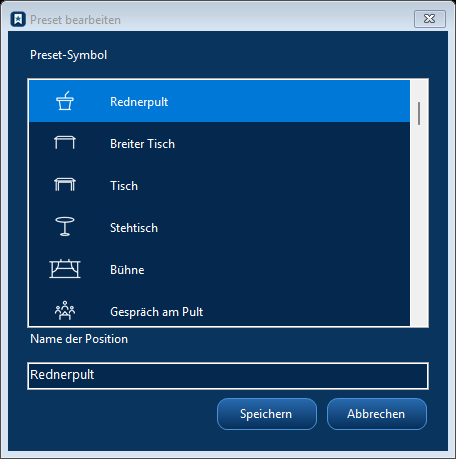 Preset bearbeiten
Preset-Symbol
Rednerpult
Breiter Tisch
Tisch
Stehtisch
Bühne
Gespräch am Pult
Name der Position
Rednerpult
Speichern
Abbrechen